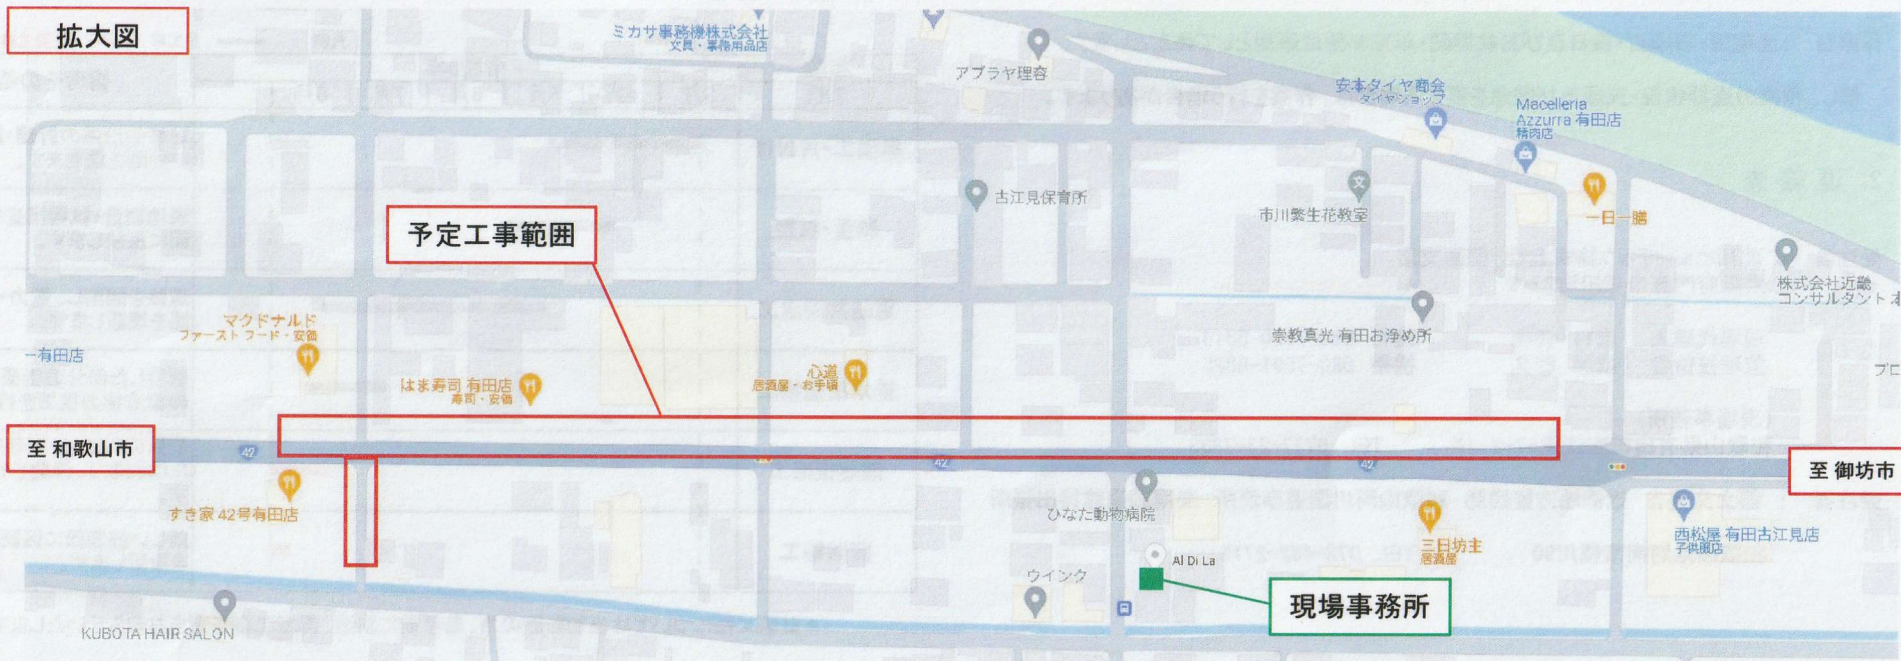 拡大図
ミカサ事務機株式会社
文具・事務用品店
アブラヤ理容
安本タイヤ商会
タイヤショップ
Macelleria
Azzurra 有田店
精肉店
古江見保育所
市川繁生花教室
一日一膳
予定工事範囲
株式会社近畿
コンサルタント
マクドナルド
ファーストフード・安価
ー有田店
はま寿司 有田店
寿司・安価
心道
居酒屋・お手頃
崇教真光 有田お浄め所
至 和歌山市
42
42
42
至 御坊市
すき家 42号有田店
ひなた動物病院
三日坊主
居酒屋
西松屋 有田古江見店
子供服店
Al Di La
ウインク
現場事務所
KUBOTA HAIR SALON